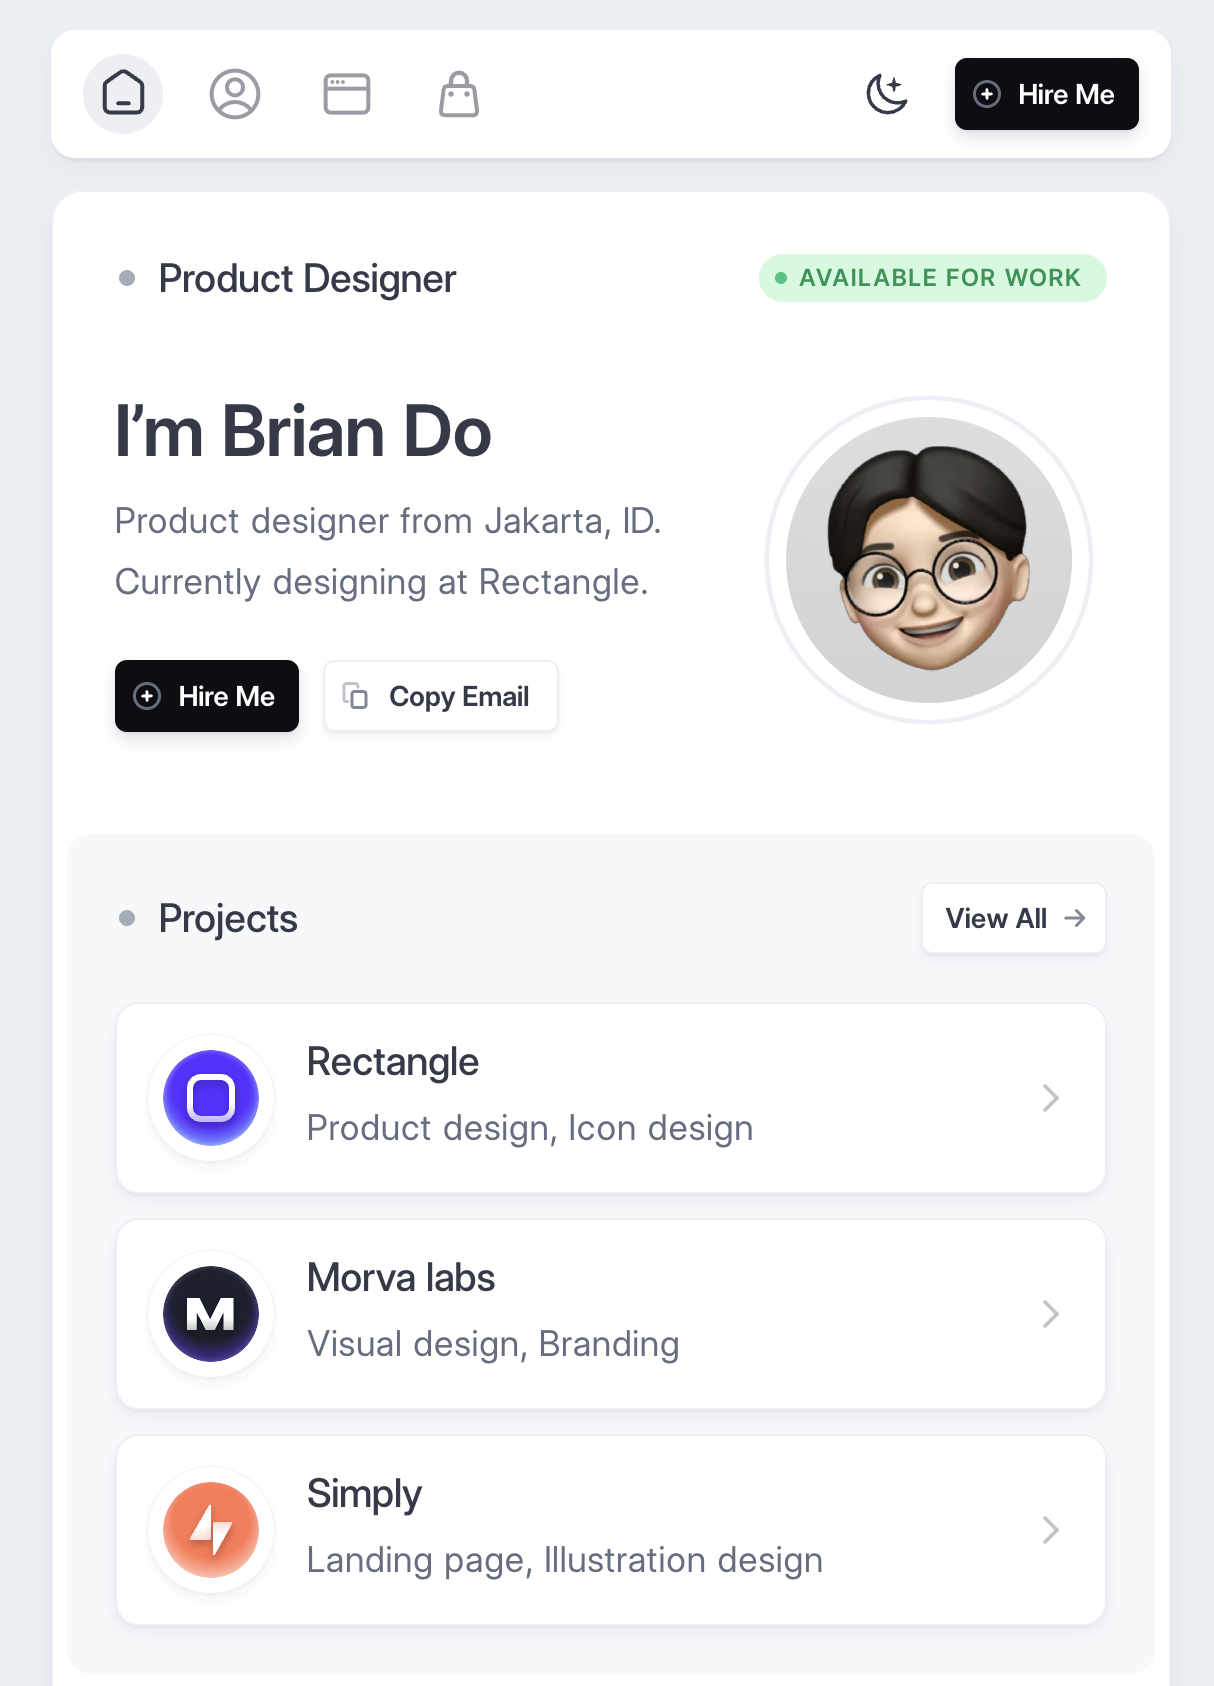 Hire Me
Product Designer
AVAILABLE FOR WORK
I’m Brian Do
Product designer from Jakarta, ID.
Currently designing at Rectangle.
Hire Me
Copy Email
Projects
View All
Rectangle
Product design, Icon design
M
Morva labs
Visual design, Branding
Simply
Landing page, Illustration design